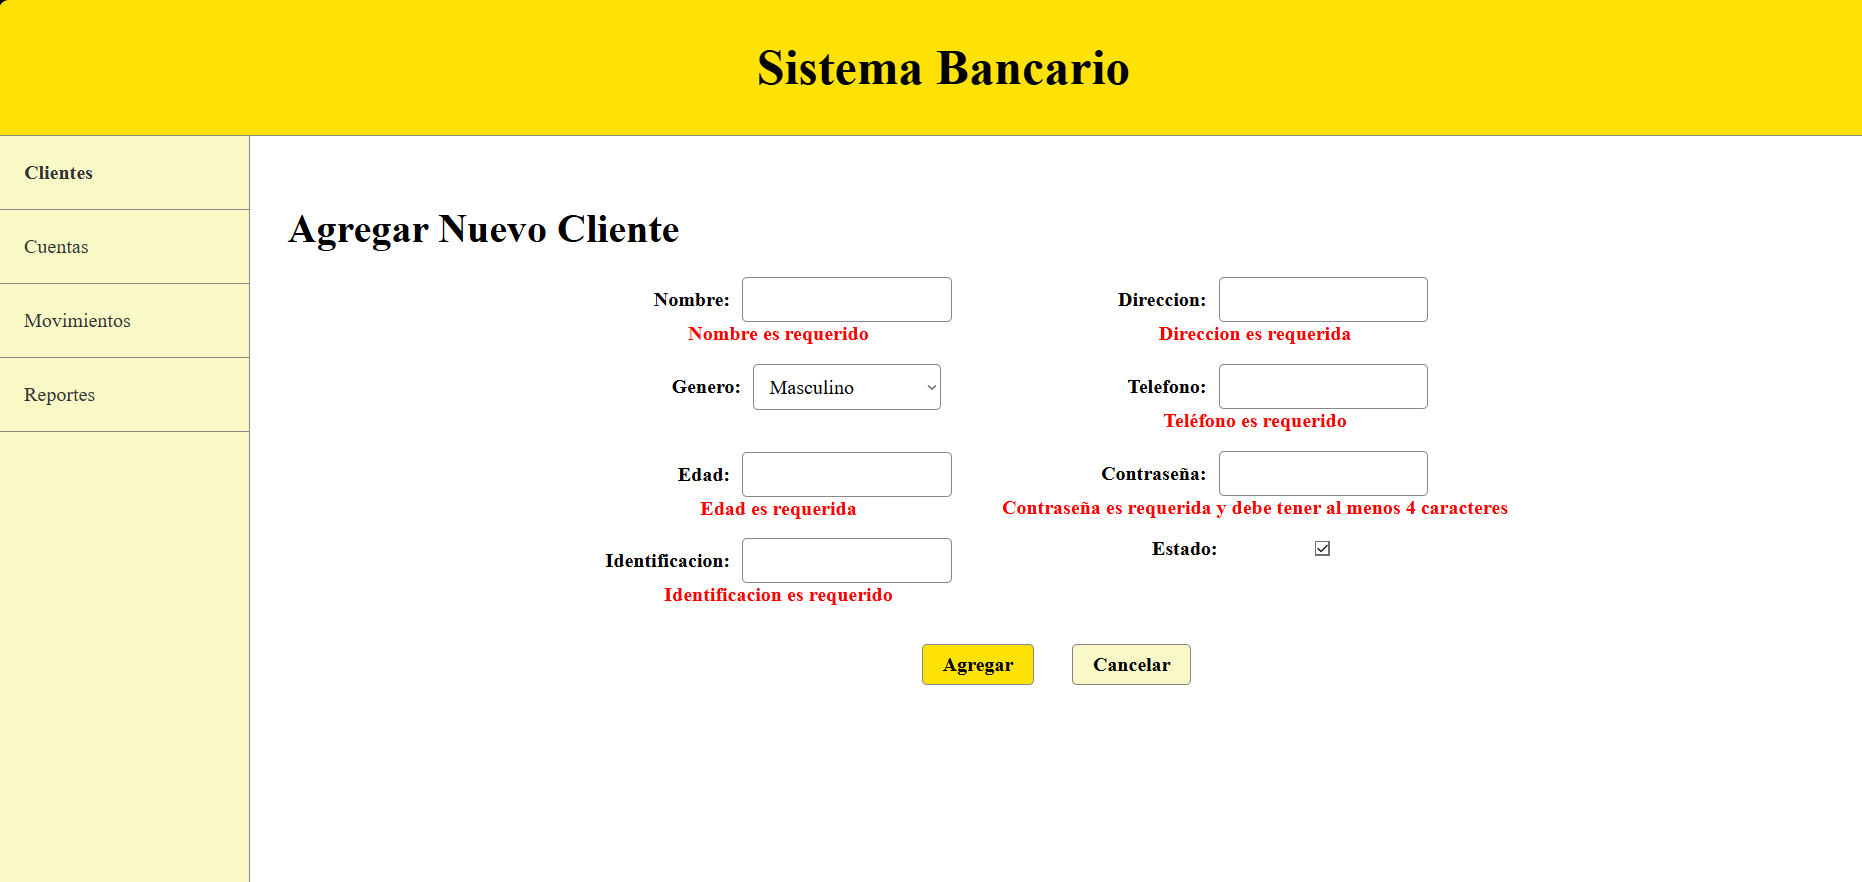 Sistema Bancario
Clientes
Cuentas
Movimientos
Reportes
Agregar Nuevo Cliente
Nombre:
Nombre es requerido
Direccion:
Direccion es requerida
Genero: Masculino
Telefono:
Teléfono es requerido
Edad:
Edad es requerida
Contraseña:
Contraseña es requerida y debe tener al menos 4 caracteres
Identificacion:
Identificacion es requerido
Estado:
Agregar
Cancelar